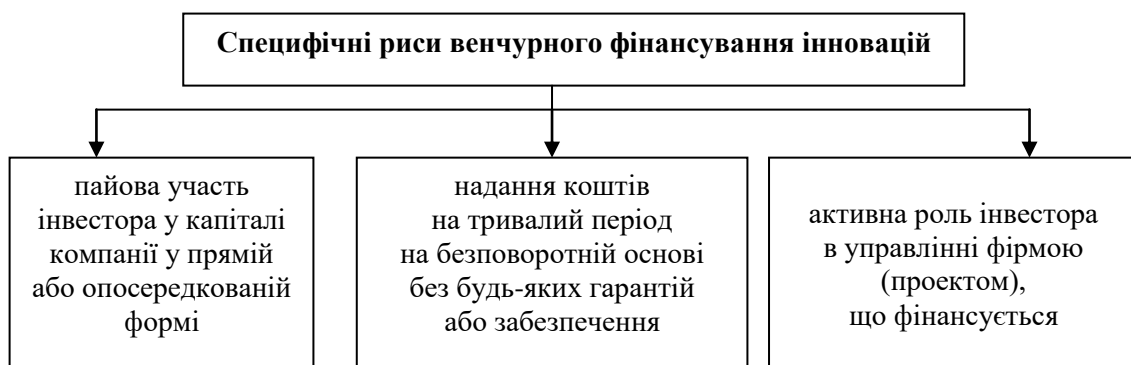 Специфічні риси венчурного фінансування інновацій
пайова участь
інвестора у капіталі
компанії у прямій
або опосередкованій
формі
надання коштів
на тривалий період
на безповоротній основі
без будь-яких гарантій
або забезпечення
активна роль інвестора
в управлінні фірмою
(проектом),
що фінансується